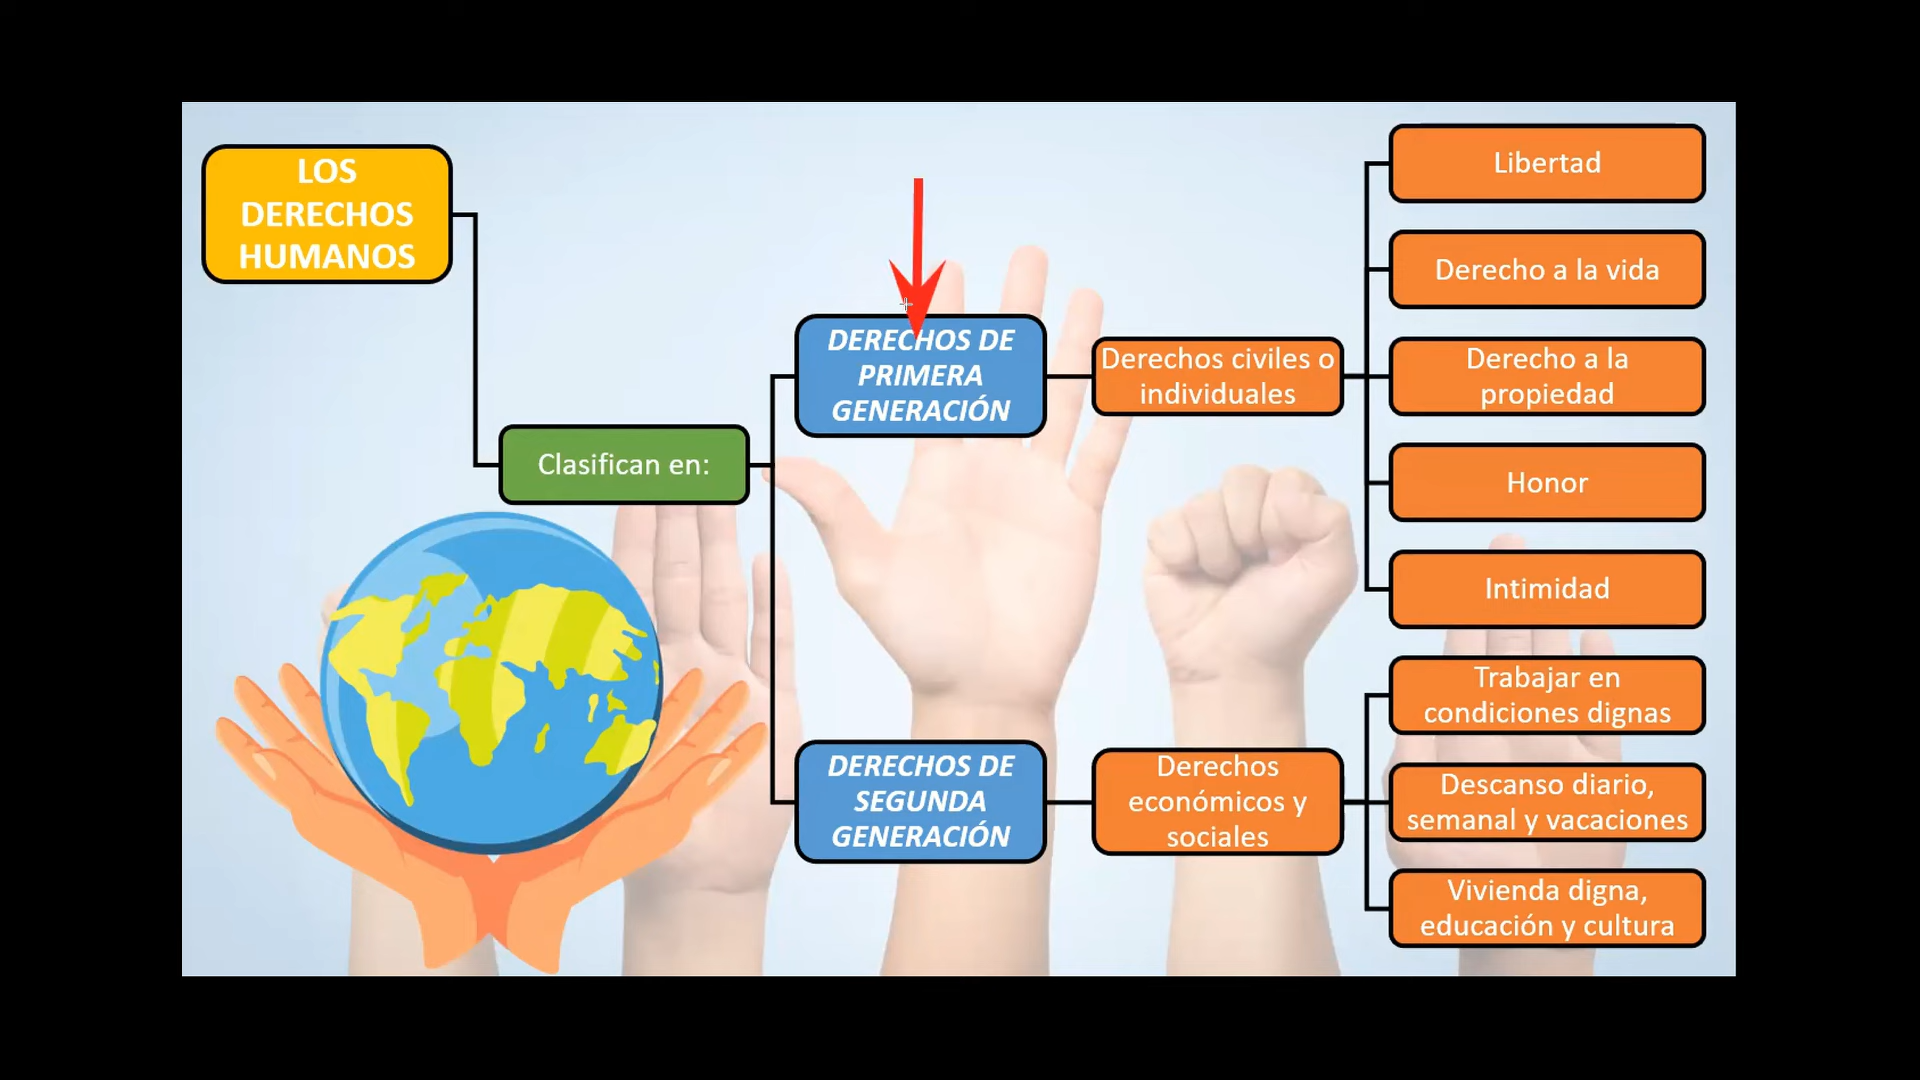 LOS
DERECHOS
HUMANOS
Clasifican en:
DERECHOS DE
PRIMERA
GENERACIÓN
Derechos civiles o
individuales
Libertad
Derecho a la vida
Derecho a la
propiedad
Honor
Intimidad
DERECHOS DE
SEGUNDA
GENERACIÓN
Derechos
económicos y
sociales
Trabajar en
condiciones dignas
Descanso diario,
semanal y vacaciones
Vivienda digna,
educación y cultura